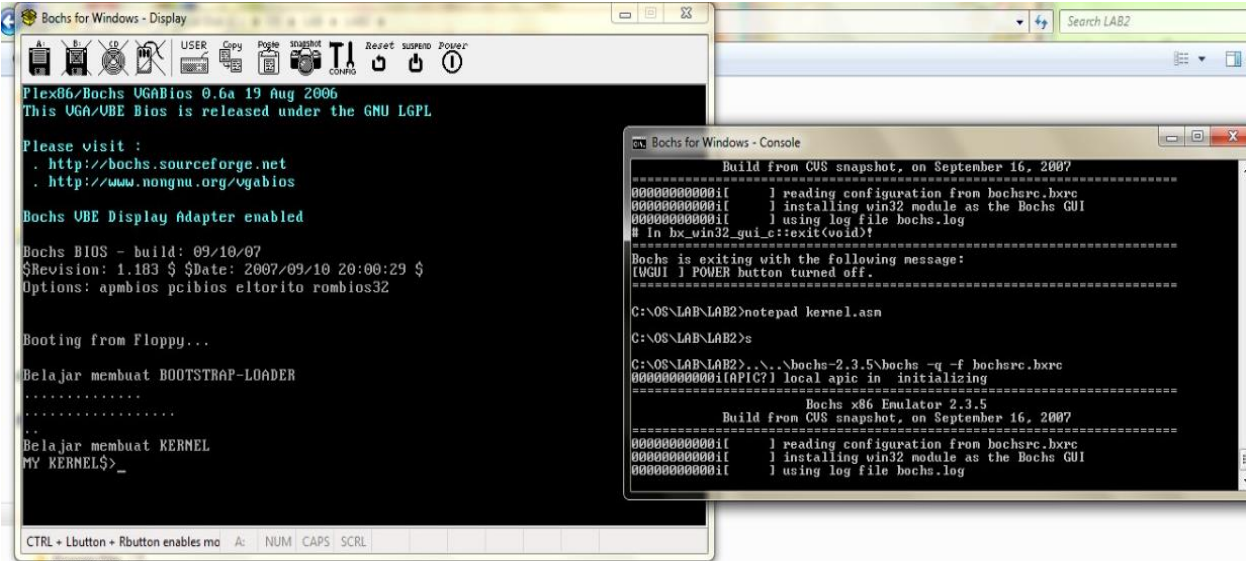 Bochs for Windows - Display
A: B: CD USER Copy Paste snapshot CONFIG Reset SUSPEND Power
Plex86/Bochs VGABios 0.6a 19 Aug 2006
This VGA/VBE Bios is released under the GNU LGPL
Please visit :
. http://bochs.sourceforge.net
. http://www.nongnu.org/vgabios
Bochs VBE Display Adapter enabled
Bochs BIOS - build: 09/10/07
$Revision: 1.183 $ $Date: 2007/09/10 20:00:29 $
Options: apmbios pcibios eltorito rombios32
Booting from Floppy...
Belajar membuat BOOTSTRAP-LOADER
..............
..................
..
Belajar membuat KERNEL
MY KERNEL$>_
CTRL + Lbutton + Rbutton enables mo A: NUM CAPS SCRL
Search LAB2
Bochs for Windows - Console
Build from CVS snapshot, on September 16, 2007
========================================================================
00000000000i[     ] reading configuration from bochsrc.bxrc
00000000000i[     ] installing win32 module as the Bochs GUI
00000000000i[     ] using log file bochs.log
# In bx_win32_gui_c::exit(void)!
========================================================================
Bochs is exiting with the following message:
[WGUI ] POWER button turned off.
========================================================================
C:\OS\LAB\LAB2>notepad kernel.asm
C:\OS\LAB\LAB2>s
C:\OS\LAB\LAB2>..\..\bochs-2.3.5\bochs -q -f bochsrc.bxrc
00000000000i[APIC?] local apic in  initializing
========================================================================
Bochs x86 Emulator 2.3.5
Build from CVS snapshot, on September 16, 2007
========================================================================
00000000000i[     ] reading configuration from bochsrc.bxrc
00000000000i[     ] installing win32 module as the Bochs GUI
00000000000i[     ] using log file bochs.log